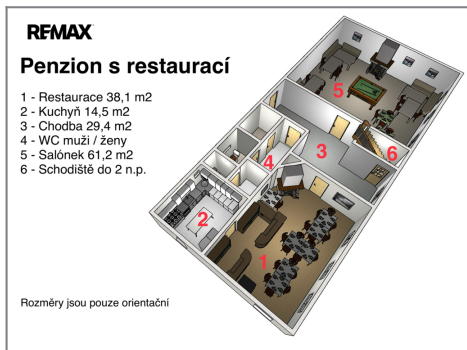 RE/MAX
Penzion s restaurací
1 - Restaurace 38,1 m2
2 - Kuchyň 14,5 m2
3 - Chodba 29,4 m2
4 - WC muži / ženy
5 - Salónek 61,2 m2
6 - Schodiště do 2 n.p.
5
6
3
4
2
1
Rozměry jsou pouze orientační